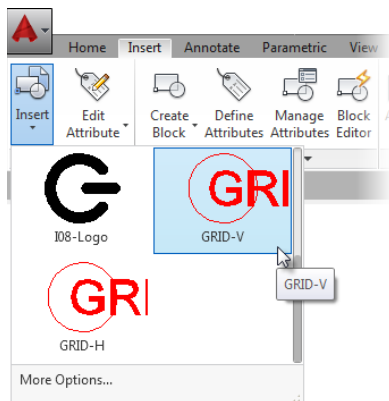 Home Insert Annotate Parametric View
Insert Edit Attribute Create Block Define Attributes Manage Attributes Block Editor
GRI
I08-Logo GRID-V
GRID-V
GRI
GRID-H
More Options...